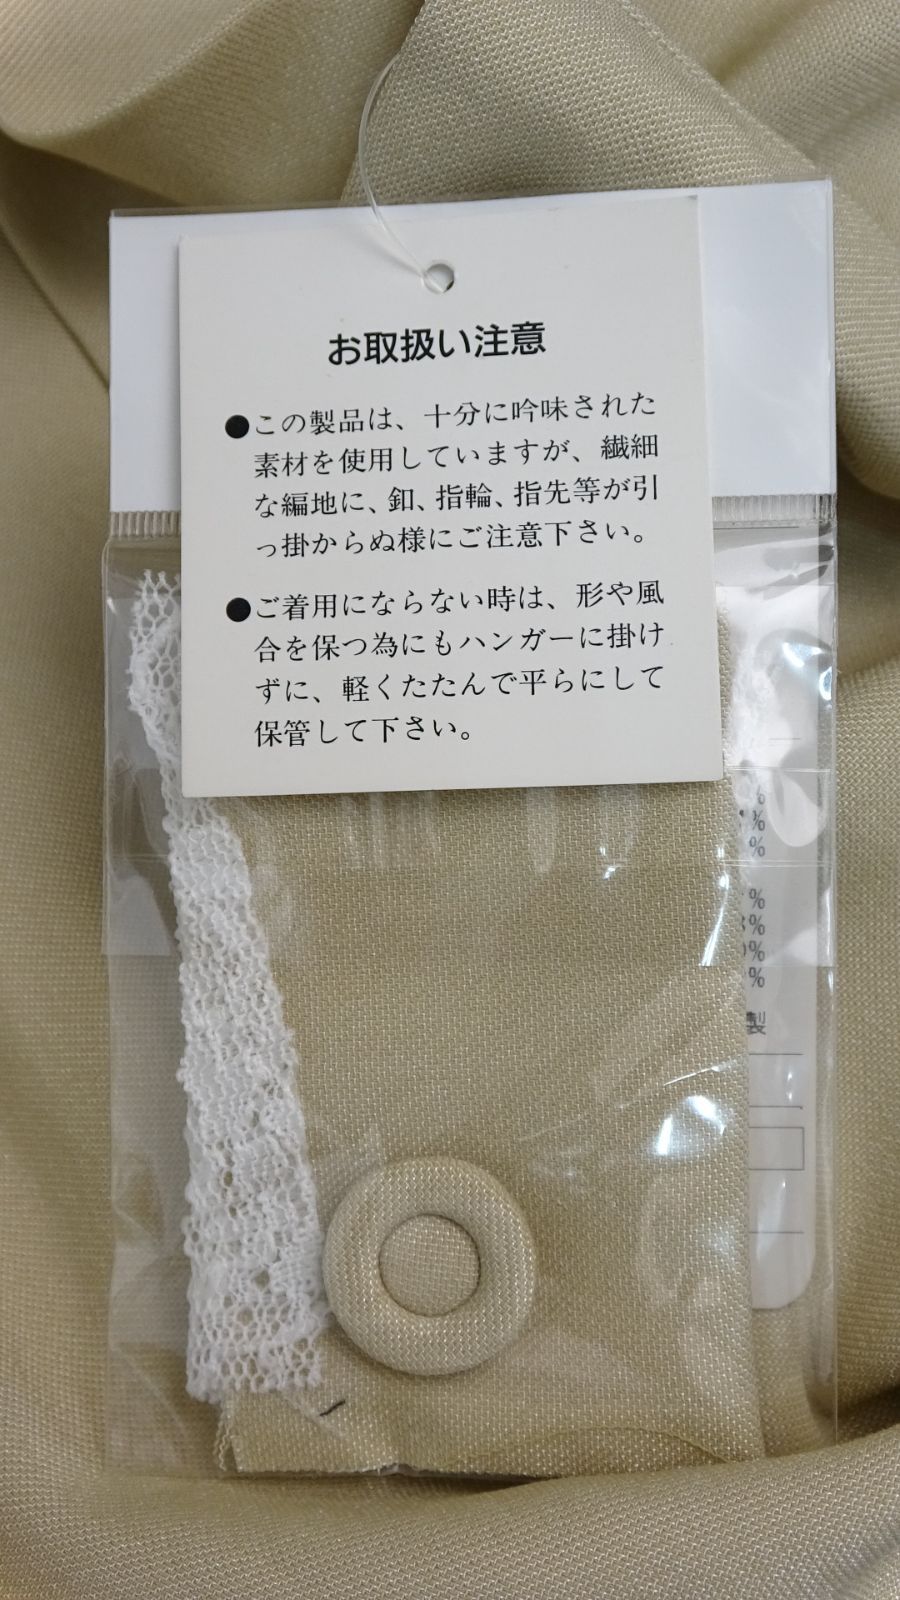 お取扱い注意
●この製品は、十分に吟味された
素材を使用していますが、繊細
な編地に、釦、指輪、指先等が引
っ掛からぬ様にご注意下さい。
●ご着用にならない時は、形や風
合を保つ為にもハンガーに掛け
ずに、軽くたたんで平らにして
保管して下さい。
%
%
%
%
%
%
%
製